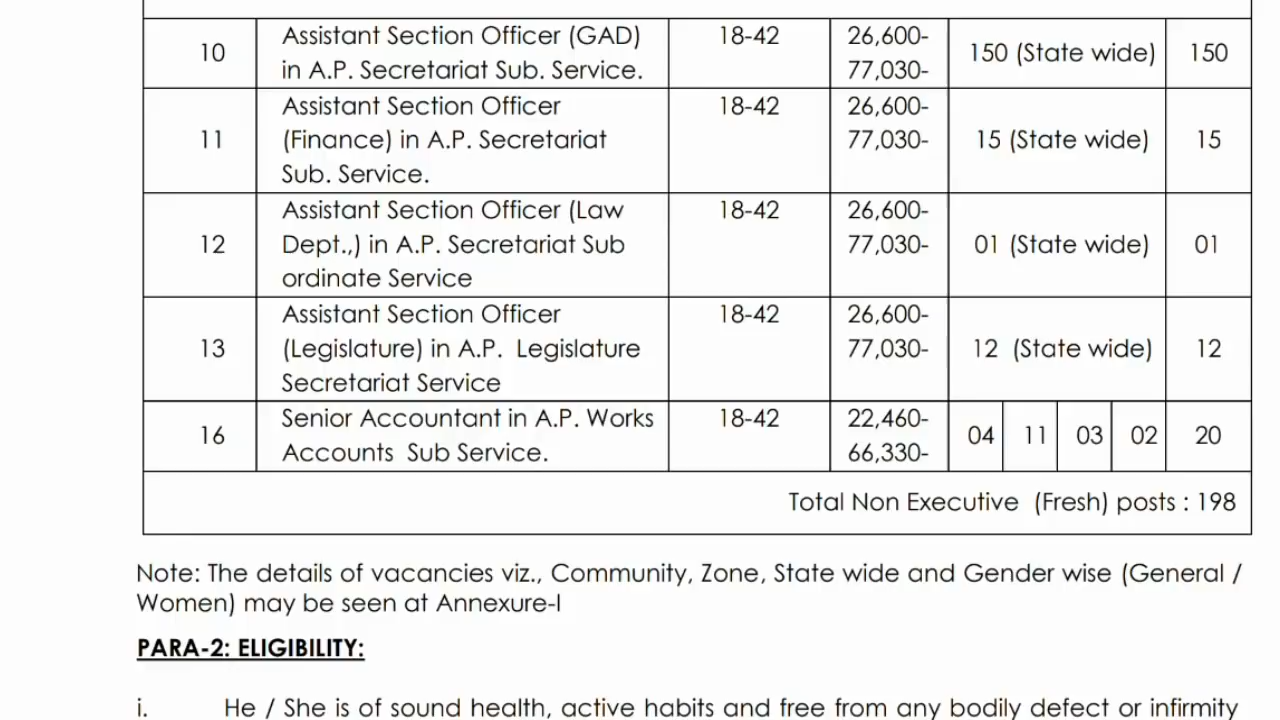 10 Assistant Section Officer (GAD) in A.P. Secretariat Sub. Service. 18-42 26,600- 77,030- 150 (State wide) 150
11 Assistant Section Officer (Finance) in A.P. Secretariat Sub. Service. 18-42 26,600- 77,030- 15 (State wide) 15
12 Assistant Section Officer (Law Dept.,) in A.P. Secretariat Sub ordinate Service 18-42 26,600- 77,030- 01 (State wide) 01
13 Assistant Section Officer (Legislature) in A.P. Legislature Secretariat Service 18-42 26,600- 77,030- 12 (State wide) 12
16 Senior Accountant in A.P. Works Accounts Sub Service. 18-42 22,460- 66,330- 04 11 03 02 20
Total Non Executive (Fresh) posts : 198
Note: The details of vacancies viz., Community, Zone, State wide and Gender wise (General /
Women) may be seen at Annexure-I
PARA-2: ELIGIBILITY:
i. He / She is of sound health, active habits and free from any bodily defect or infirmity